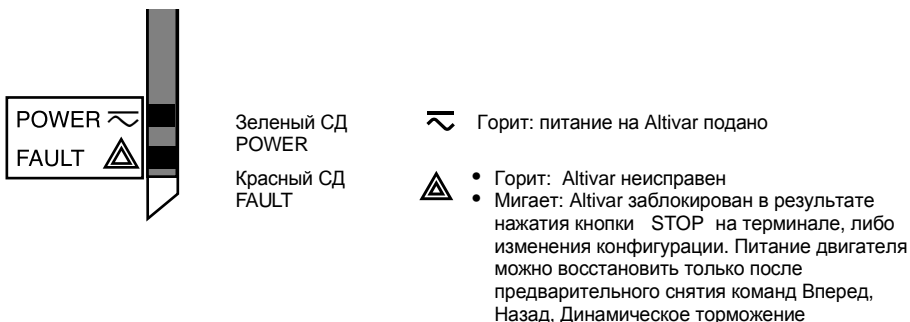 POWER
FAULT
Зеленый СД
POWER
Горит: питание на Altivar подано
Красный СД
FAULT
• Горит: Altivar неисправен
• Мигает: Altivar заблокирован в результате
нажатия кнопки STOP на терминале, либо
изменения конфигурации. Питание двигателя
можно восстановить только после
предварительного снятия команд Вперед,
Назад, Динамическое торможение